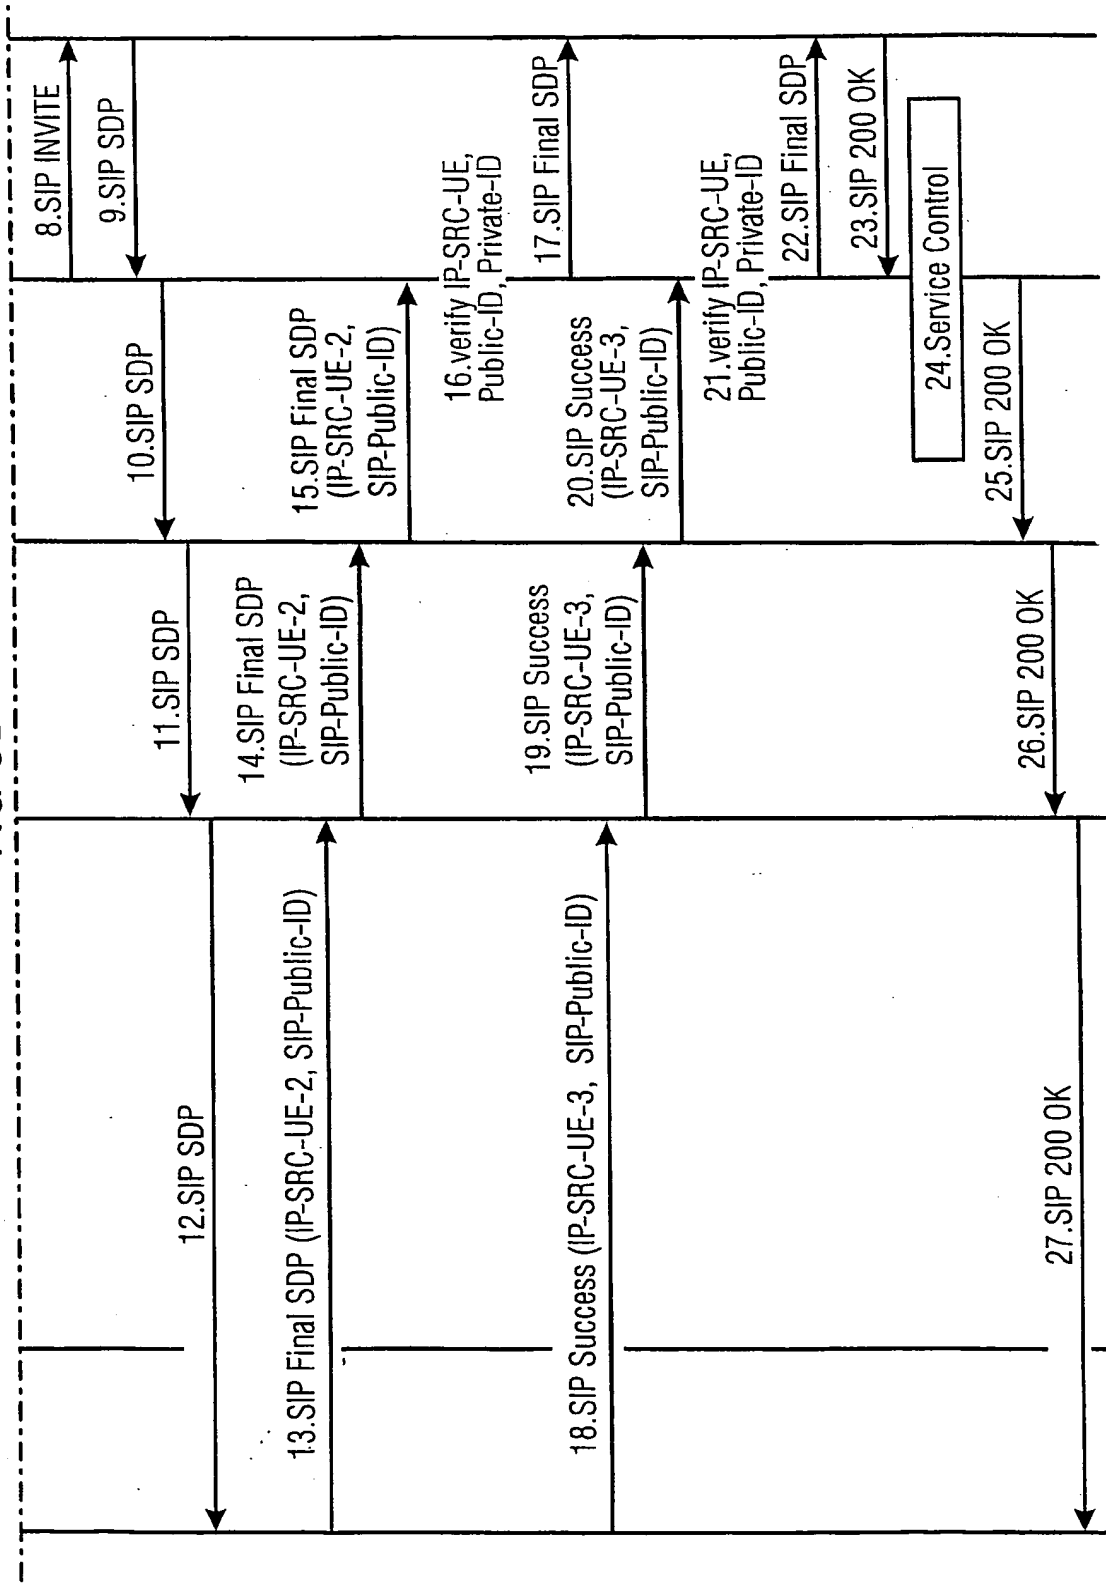 8.SIP INVITE
9.SIP SDP
10.SIP SDP
11.SIP SDP
12.SIP SDP
13.SIP Final SDP (IP-SRC-UE-2, SIP-Public-ID)
14.SIP Final SDP
(IP-SRC-UE-2,
SIP-Public-ID)
15.SIP Final SDP
(IP-SRC-UE-2,
SIP-Public-ID)
16.verify IP-SRC-UE,
Public-ID, Private-ID
17.SIP Final SDP
18.SIP Success (IP-SRC-UE-3, SIP-Public-ID)
19.SIP Success
(IP-SRC-UE-3,
SIP-Public-ID)
20.SIP Success
(IP-SRC-UE-3,
SIP-Public-ID)
21.verify IP-SRC-UE,
Public-ID, Private-ID
22.SIP Final SDP
23.SIP 200 OK
24.Service Control
25.SIP 200 OK
26.SIP 200 OK
27.SIP 200 OK